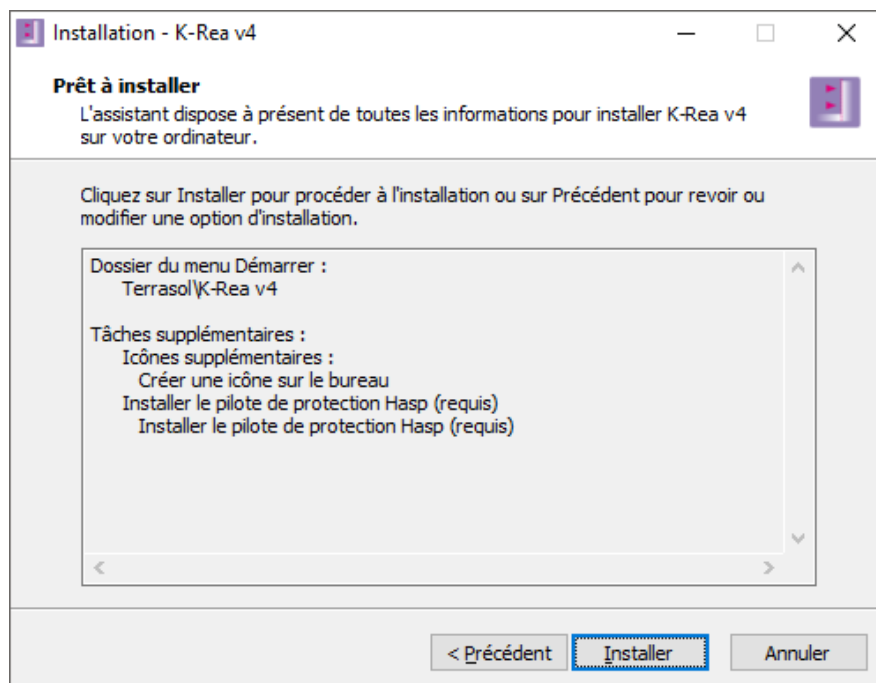 Installation - K-Rea v4
Prêt à installer
L'assistant dispose à présent de toutes les informations pour installer K-Rea v4
sur votre ordinateur.
Cliquez sur Installer pour procéder à l'installation ou sur Précédent pour revoir ou
modifier une option d'installation.
Dossier du menu Démarrer :
Terrasol\K-Rea v4
Tâches supplémentaires :
Icônes supplémentaires :
Créer une icône sur le bureau
Installer le pilote de protection Hasp (requis)
Installer le pilote de protection Hasp (requis)
< Précédent
Installer
Annuler